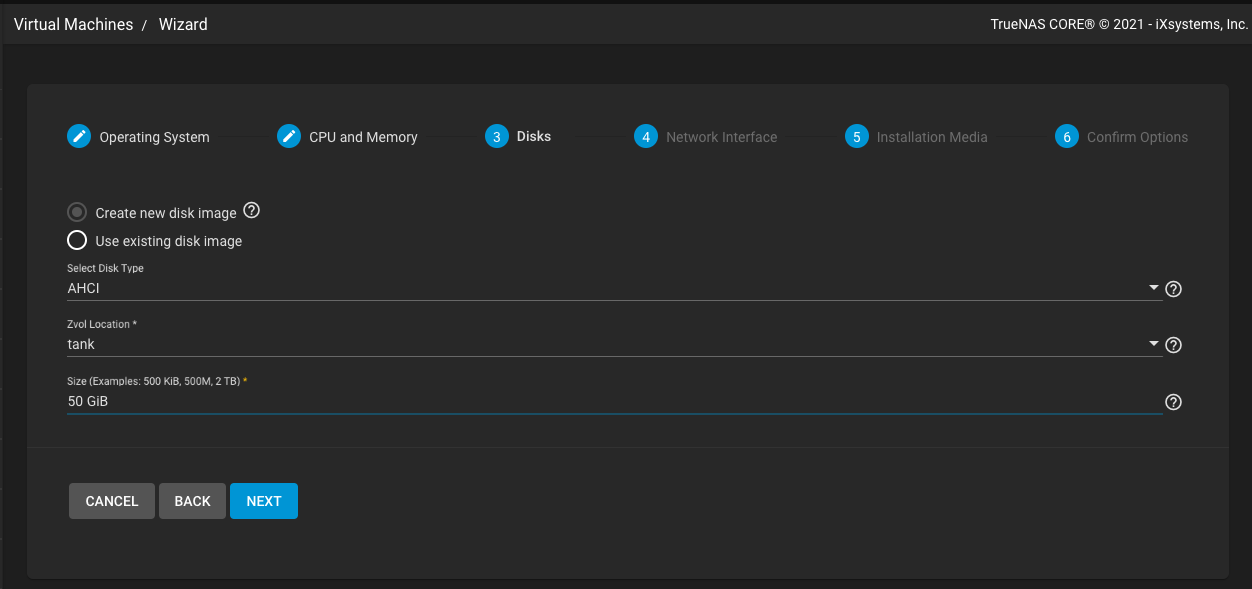 Virtual Machines / Wizard
TrueNAS CORE® © 2021 - iXsystems, Inc.
Operating System
CPU and Memory
3 Disks
4 Network Interface
5 Installation Media
6 Confirm Options
Create new disk image
Use existing disk image
Select Disk Type
AHCI
Zvol Location *
tank
Size (Examples: 500 KiB, 500M, 2 TB) *
50 GiB
CANCEL BACK NEXT